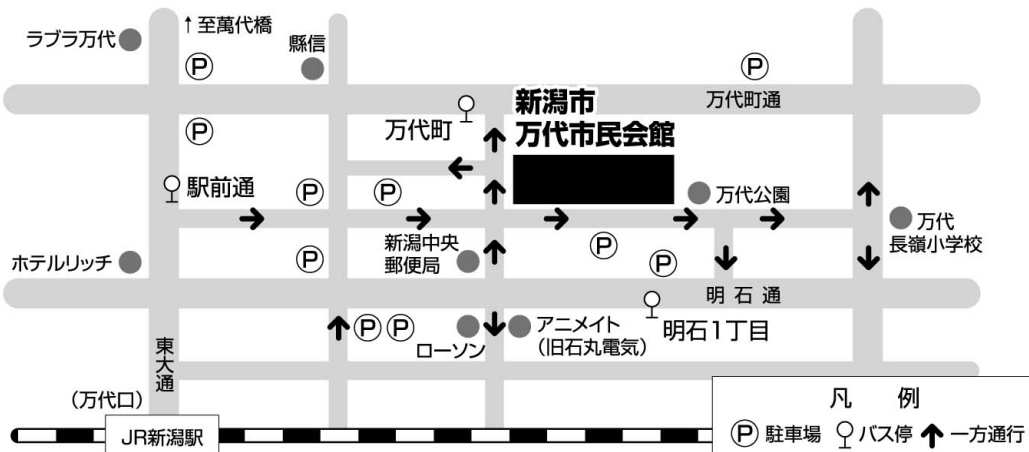 ↑至萬代橋
ラブラ万代
縣信
Ⓟ
Ⓟ
新潟市
万代市民会館
万代町通
万代町
Ⓟ
駅前通
Ⓟ
Ⓟ
万代公園
万代
長嶺小学校
新潟中央
郵便局
Ⓟ
Ⓟ
Ⓟ
ホテルリッチ
明石通
明石1丁目
ⓅⓅ
ローソン
アニメイト
(旧石丸電気)
東大通
(万代口)
JR新潟駅
凡例
Ⓟ 駐車場 バス停 ↑ 一方通行